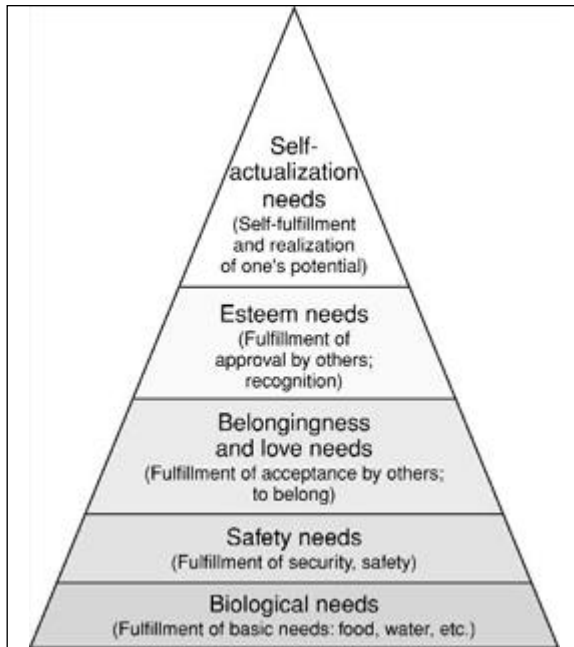 Self-
actualization
needs
(Self-fulfillment
and realization
of one's potential)
Esteem needs
(Fulfillment of
approval by others;
recognition)
Belongingness
and love needs
(Fulfillment of acceptance by others;
to belong)
Safety needs
(Fulfillment of security, safety)
Biological needs
(Fulfillment of basic needs: food, water, etc.)